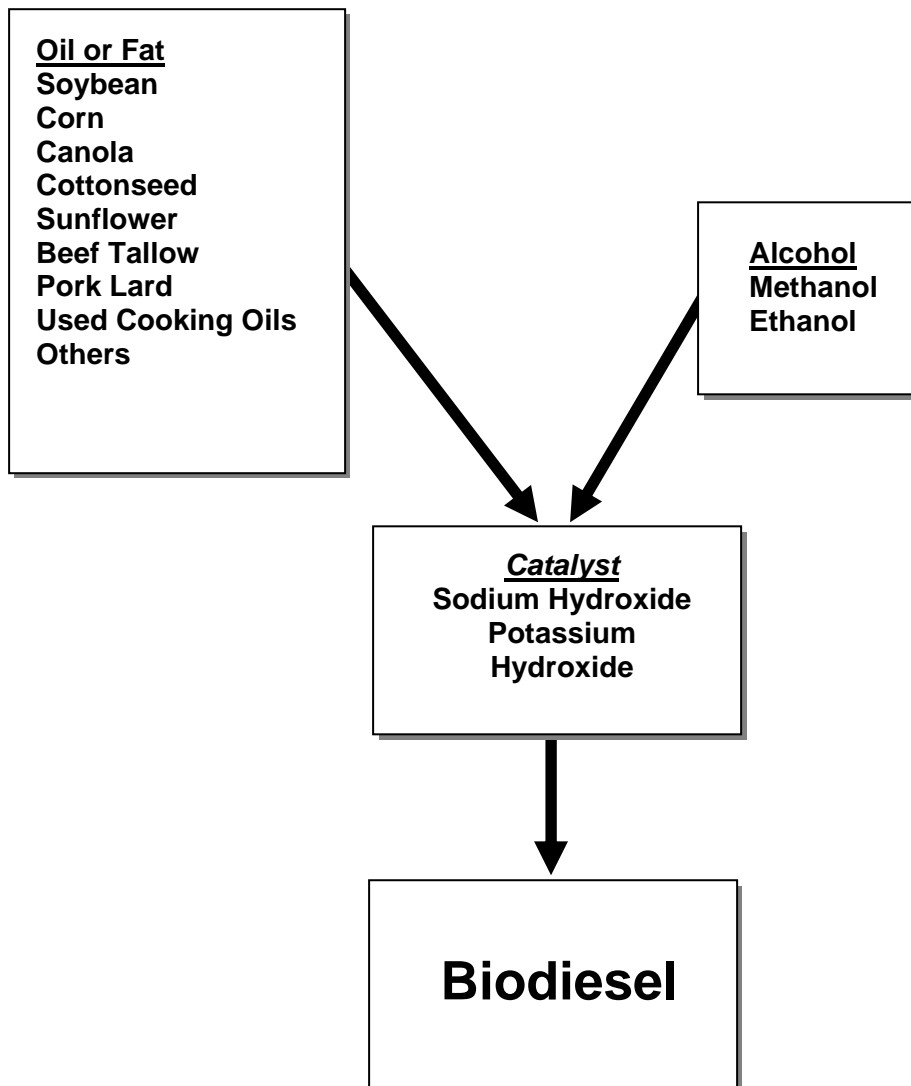 Oil or Fat
Soybean
Corn
Canola
Cottonseed
Sunflower
Beef Tallow
Pork Lard
Used Cooking Oils
Others
Alcohol
Methanol
Ethanol
Catalyst
Sodium Hydroxide
Potassium
Hydroxide
Biodiesel